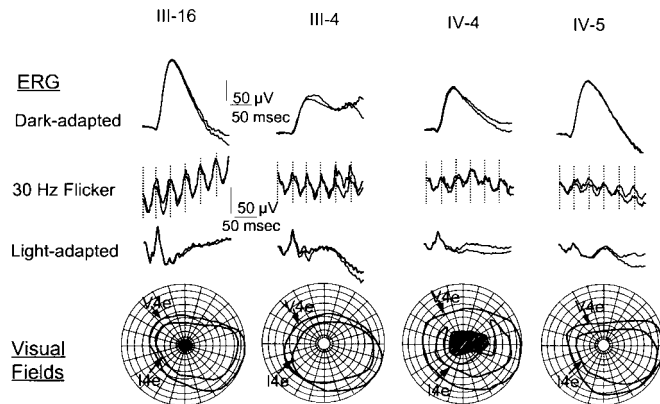 III-16 III-4 IV-4 IV-5
ERG
50 µV
50 msec
Dark-adapted
30 Hz Flicker
50 µV
50 msec
Light-adapted
V4e V4e V4e V4e
Visual
Fields
I4e I4e I4e I4e